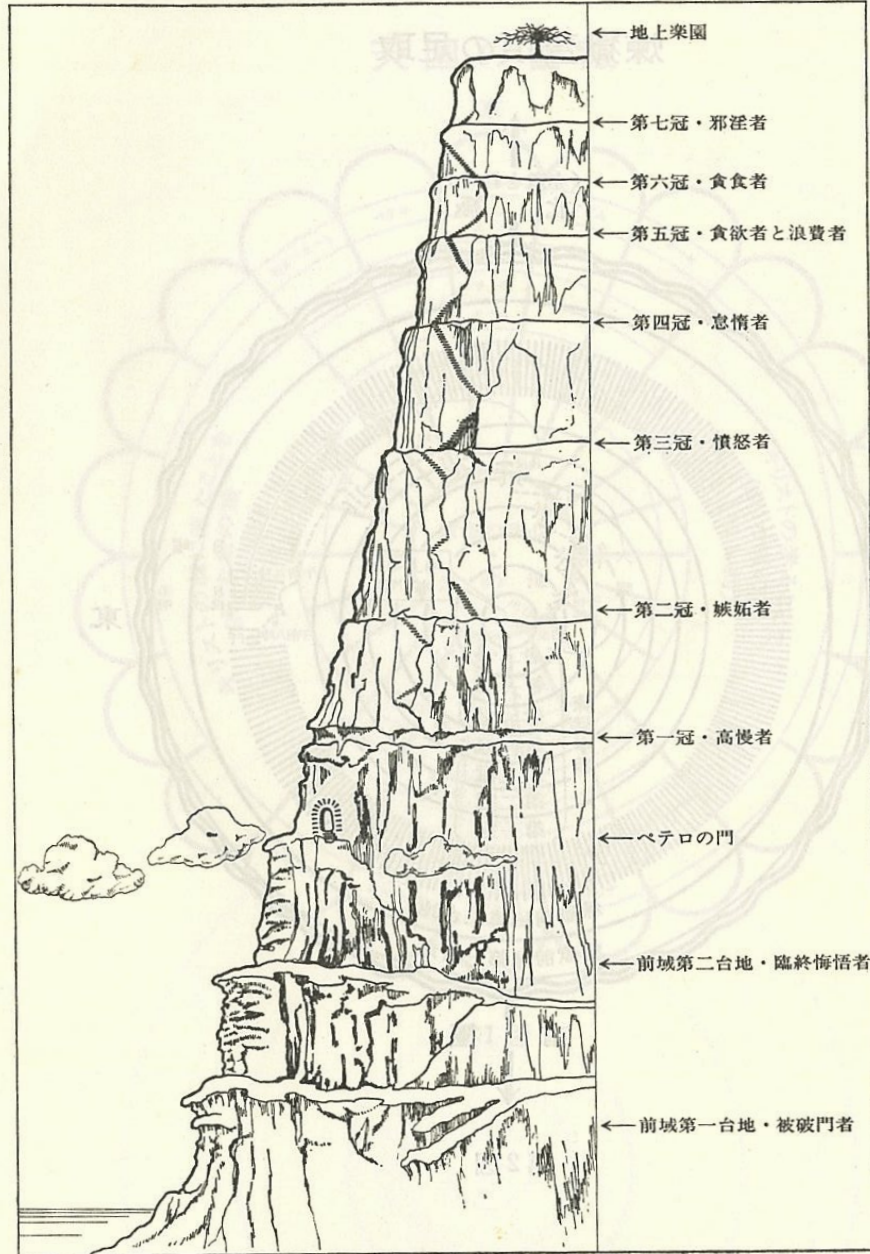 地上楽園
第七冠・邪淫者
第六冠・貪食者
第五冠・貪欲者と浪費者
第四冠・怠惰者
第三冠・憤怒者
第二冠・嫉妬者
第一冠・高慢者
ペテロの門
前域第二台地・臨終悔悟者
前域第一台地・被破門者